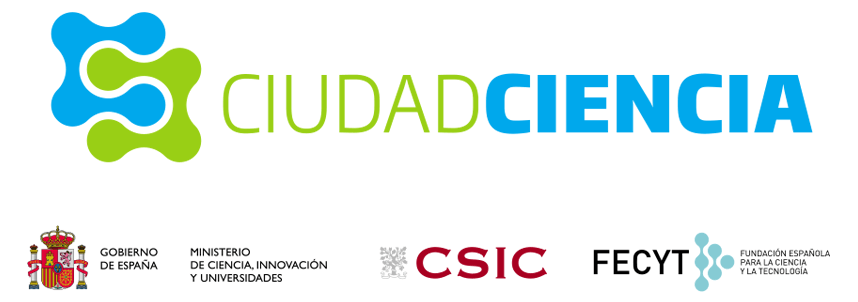 CIUDADCIENCIA
GOBIERNO
DE ESPAÑA
MINISTERIO
DE CIENCIA, INNOVACIÓN
Y UNIVERSIDADES
CSIC
FECYT
FUNDACIÓN ESPAÑOLA
PARA LA CIENCIA
Y LA TECNOLOGÍA